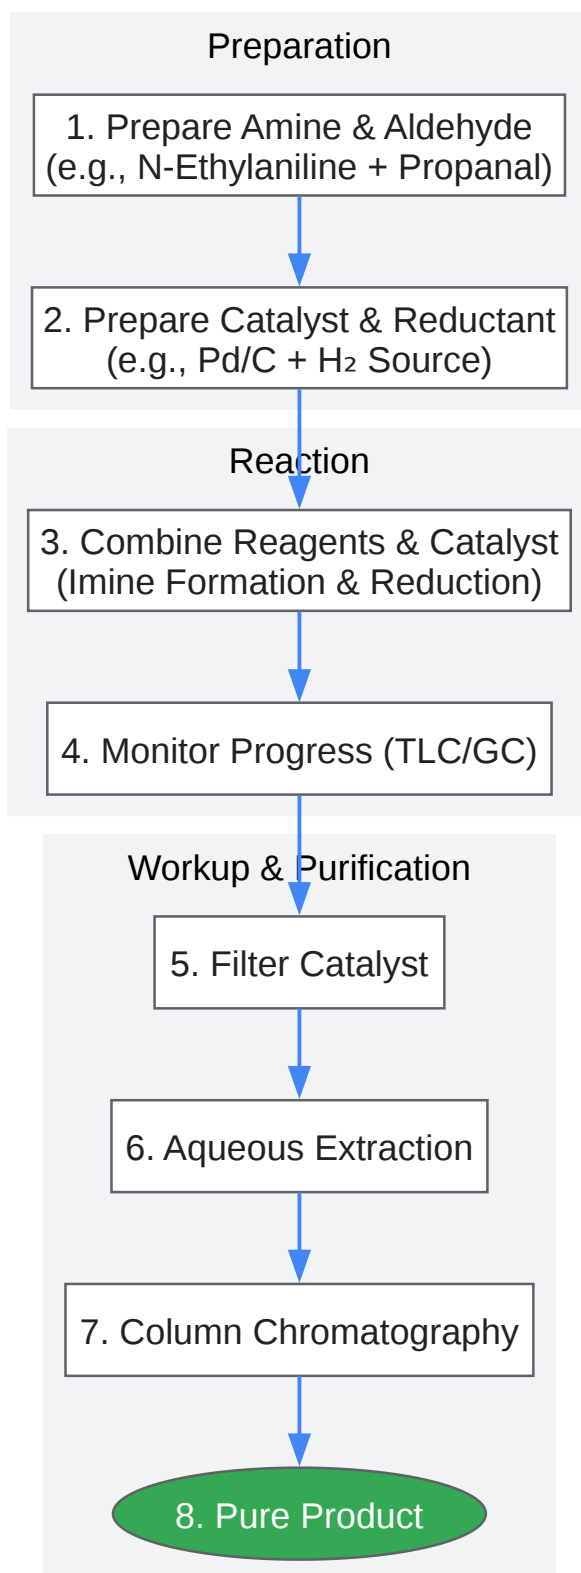 Preparation
1. Prepare Amine & Aldehyde
(e.g., N-Ethylaniline + Propanal)
2. Prepare Catalyst & Reductant
(e.g., Pd/C + H₂ Source)
Reaction
3. Combine Reagents & Catalyst
(Imine Formation & Reduction)
4. Monitor Progress (TLC/GC)
Workup & Purification
5. Filter Catalyst
6. Aqueous Extraction
7. Column Chromatography
8. Pure Product